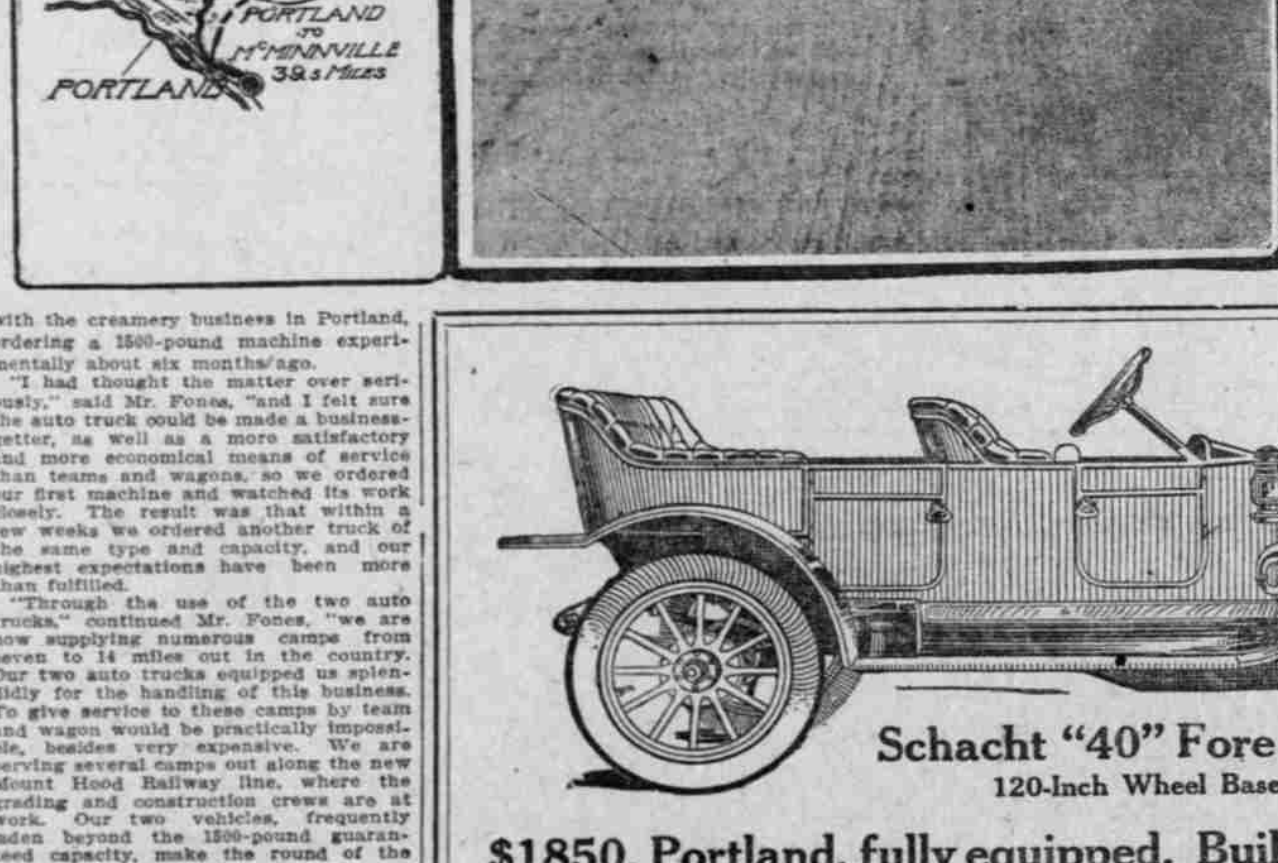 PORTLAND
TO
McMINNVILLE
39.5 MILES
PORTLAND
with the creamery business in Portland,
rdering a 1500-pound machine experi-
mentally about six months ago.
"I had thought the matter over seri-
ously," said Mr. Fones, "and I felt sure
the auto truck could be made a business-
getter, as well as a more satisfactory
and more economical means of service
than teams and wagons, so we ordered
our first machine and watched its work
closely. The result was that within a
few weeks we ordered another truck of
the same type and capacity, and our
highest expectations have been more
than fulfilled.
"Through the use of the two auto
trucks," continued Mr. Fones, "we are
now supplying numerous camps from
seven to 14 miles out in the country.
Our two auto trucks equipped us splen-
didly for the handling of this business.
To give service to these camps by team
and wagon would be practically impossi-
ble, besides very expensive. We are
serving several camps out along the new
Mount Hood Railway line, where the
grading and construction crews are at
work. Our two vehicles, frequently
laden beyond the 1500-pound guaran-
teed capacity, make the round of the
Schacht "40" Fore
120-Inch Wheel Base
$1850, Portland, fully equipped. Buil